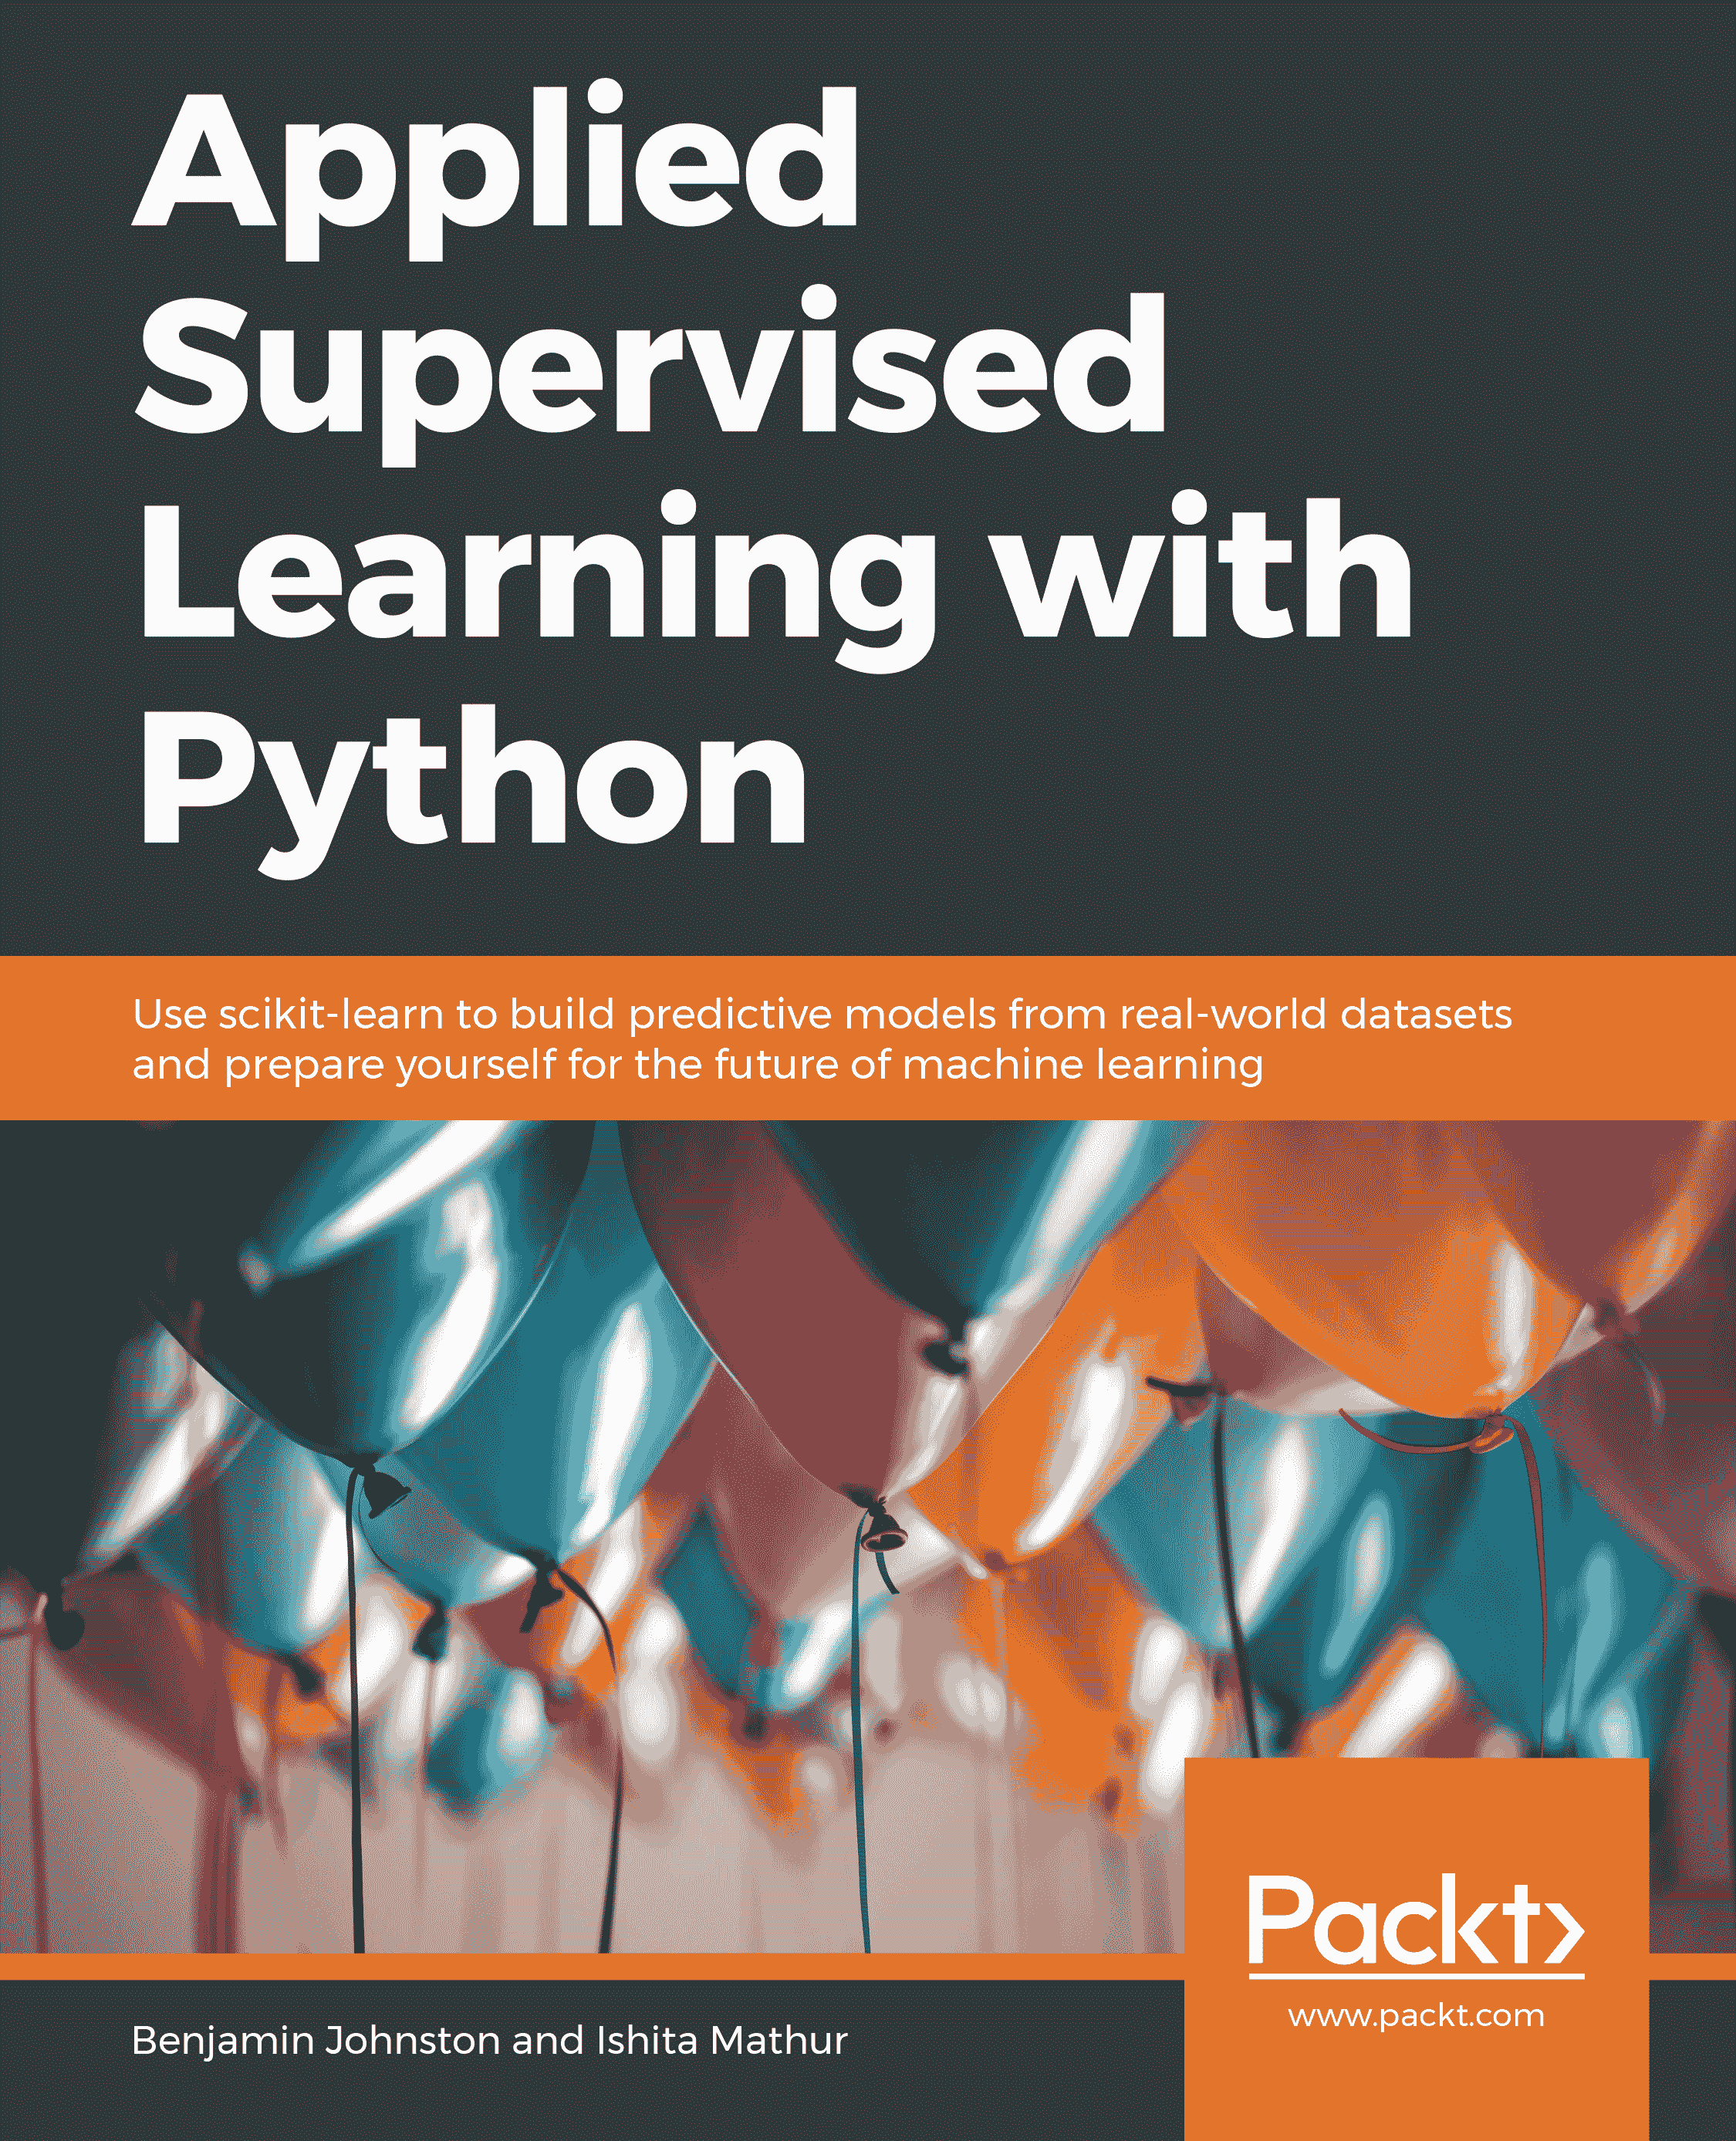 Applied
Supervised
Learning with
Python
Use scikit-learn to build predictive models from real-world datasets
and prepare yourself for the future of machine learning
Packt>
www.packt.com
Benjamin Johnston and Ishita Mathur